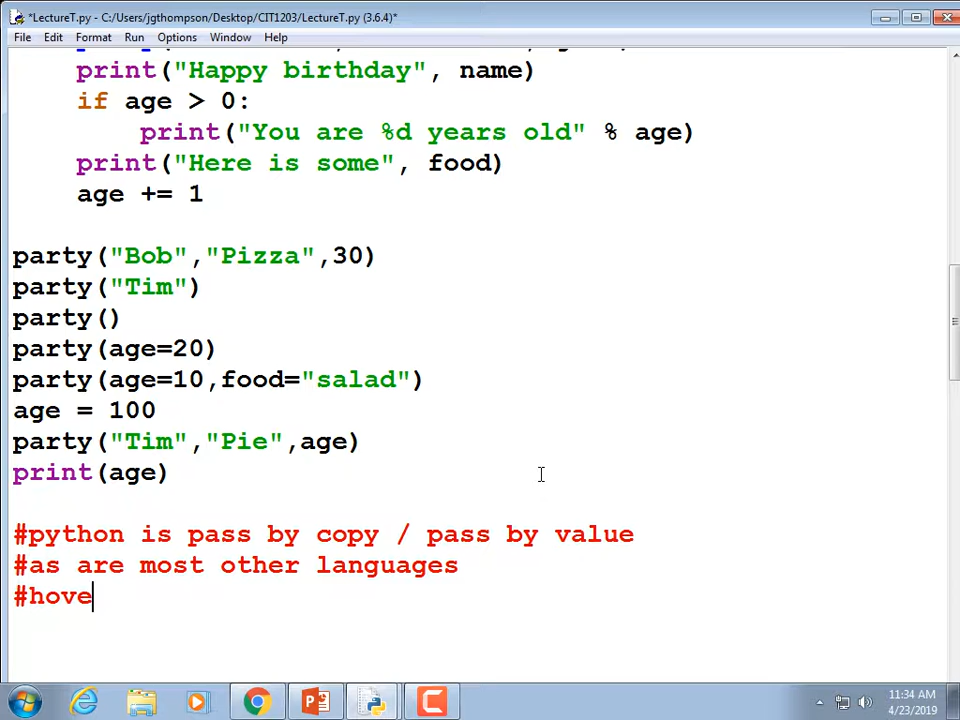 *LectureT.py - C:/Users/jgthompson/Desktop/CIT1203/LectureT.py (3.6.4)*
File Edit Format Run Options Window Help
print("Happy birthday", name)
if age > 0:
print("You are %d years old" % age)
print("Here is some", food)
age += 1
party("Bob","Pizza",30)
party("Tim")
party()
party(age=20)
party(age=10,food="salad")
age = 100
party("Tim","Pie",age)
print(age)
#python is pass by copy / pass by value
#as are most other languages
#hove
11:34 AM
4/23/2019